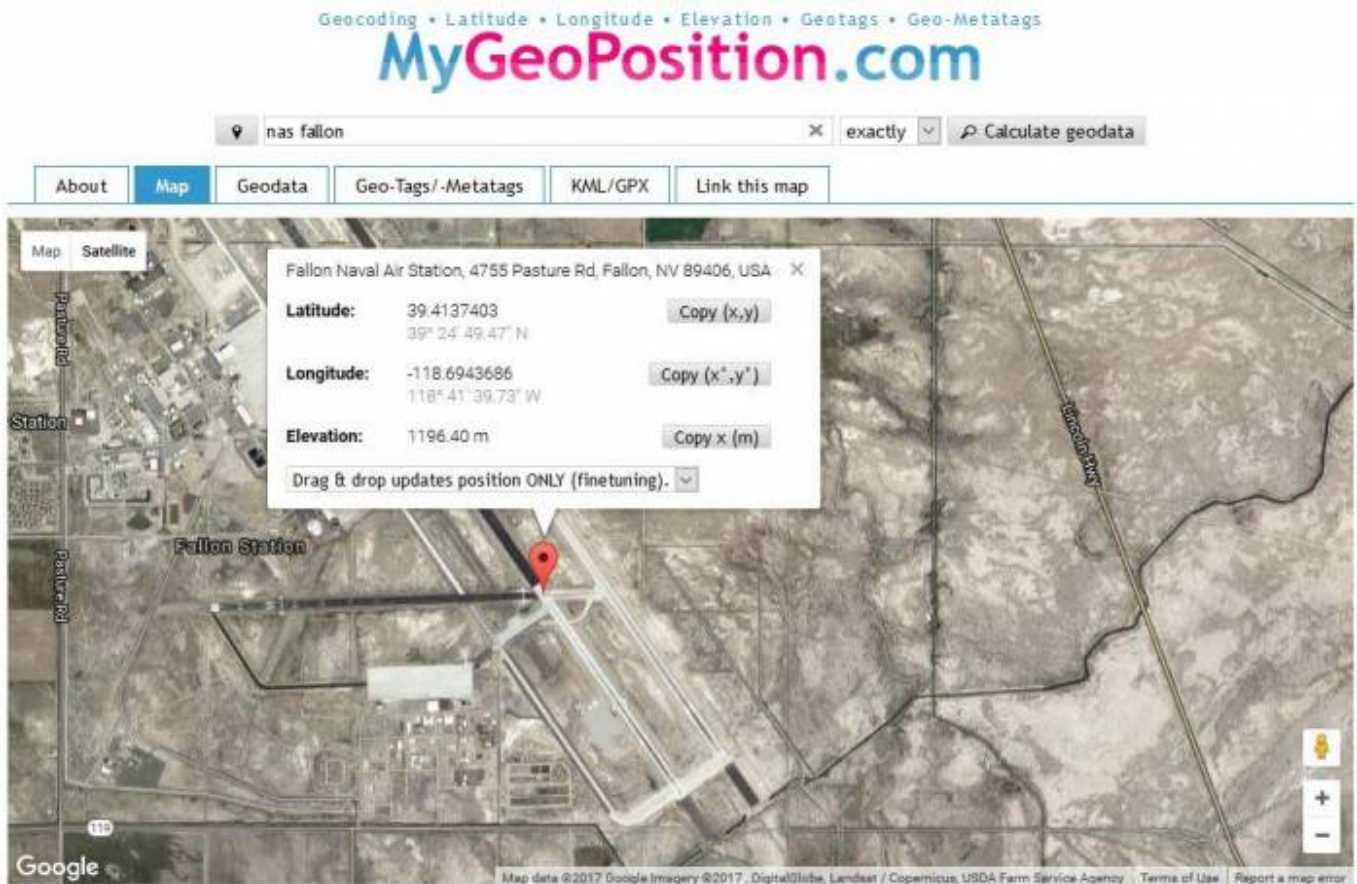 Geocoding • Latitude • Longitude • Elevation • Geotags • Geo-Metatags
MyGeoPosition.com
nas fallon × exactly Calculate geodata
About Map Geodata Geo-Tags/-Metatags KML/GPX Link this map
Map Satellite
Fallon Naval Air Station, 4755 Pasture Rd, Fallon, NV 89406, USA ×
Latitude: 39.4137403 Copy (x,y)
39° 24' 49.47" N
Longitude: -118.6943686 Copy (x°,y°)
118° 41' 39.73" W
Elevation: 1196.40 m Copy x (m)
Drag & drop updates position ONLY (finetuning).
Pasture Rd
Station
Lincoln Hwy
Fallon Station
Pasture Rd
119
+
−
Google
Map data ©2017 Google Imagery ©2017 , DigitalGlobe, Landsat / Copernicus, USDA Farm Service Agency Terms of Use Report a map error